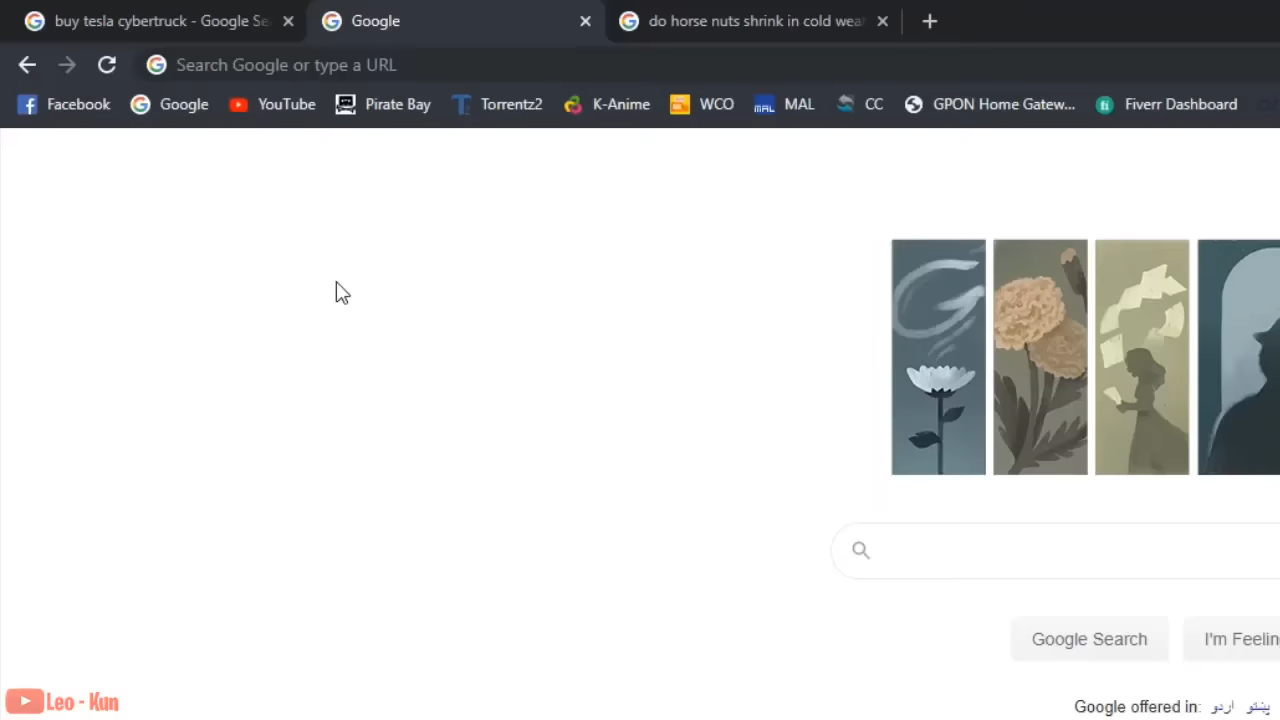 buy tesla cybertruck - Google Se
Google
do horse nuts shrink in cold wea
Search Google or type a URL
Facebook
Google
YouTube
Pirate Bay
Torrentz2
K-Anime
WCO
MAL
MAL
CC
GPON Home Gatew...
fi
Fiverr Dashboard
G
Google Search
I'm Feelin
Google offered in: اردو پښتو
Leo - Kun